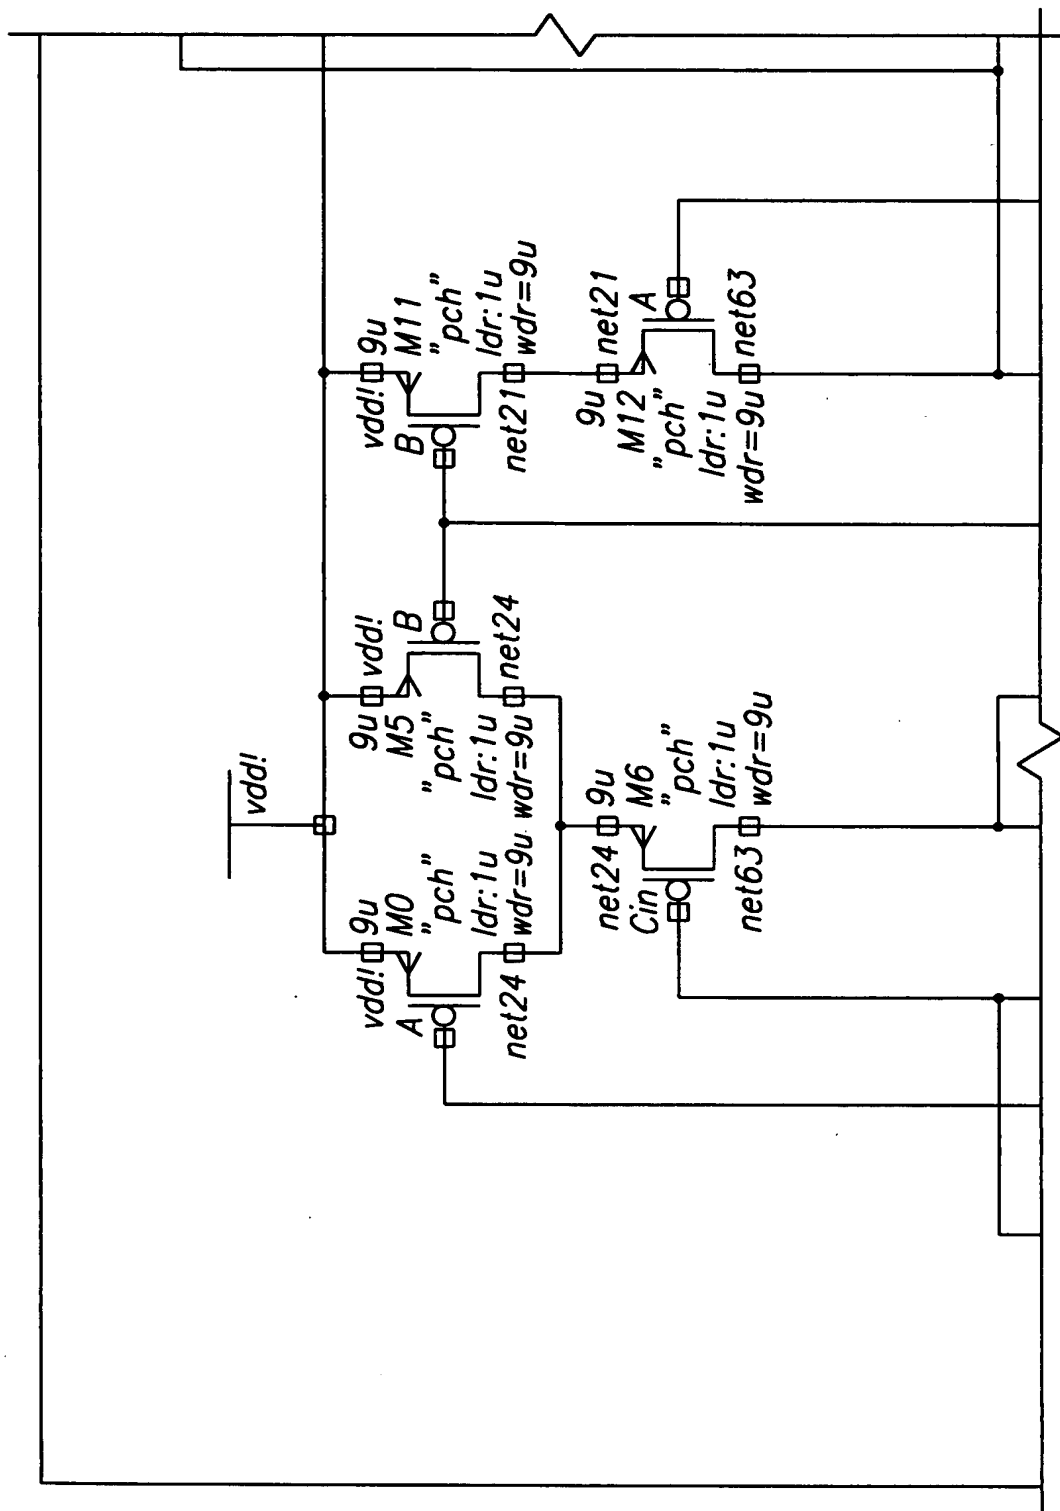 vdd!
vdd!
9u
M0
A
"pch"
ldr:1u
wdr=9u
net24
9u
vdd!
M5
B
"pch"
ldr:1u
wdr=9u
net24
vdd!
9u
M11
B
"pch"
ldr:1u
wdr=9u
net21
net24
9u
M6
Cin
"pch"
ldr:1u
wdr=9u
net63
9u
net21
M12
A
"pch"
ldr:1u
wdr=9u
net63